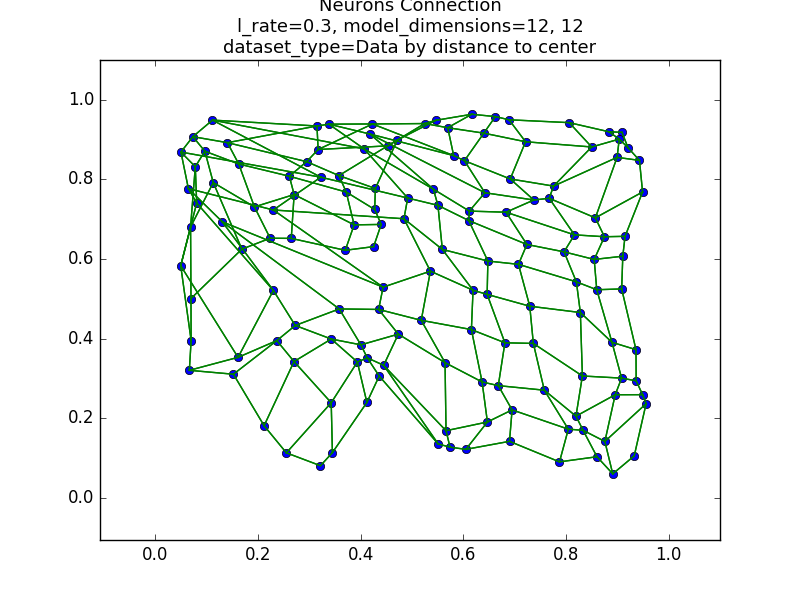 Neurons Connection
l_rate=0.3, model_dimensions=12, 12
dataset_type=Data by distance to center
1.0
0.8
0.6
0.4
0.2
0.0
0.0 0.2 0.4 0.6 0.8 1.0